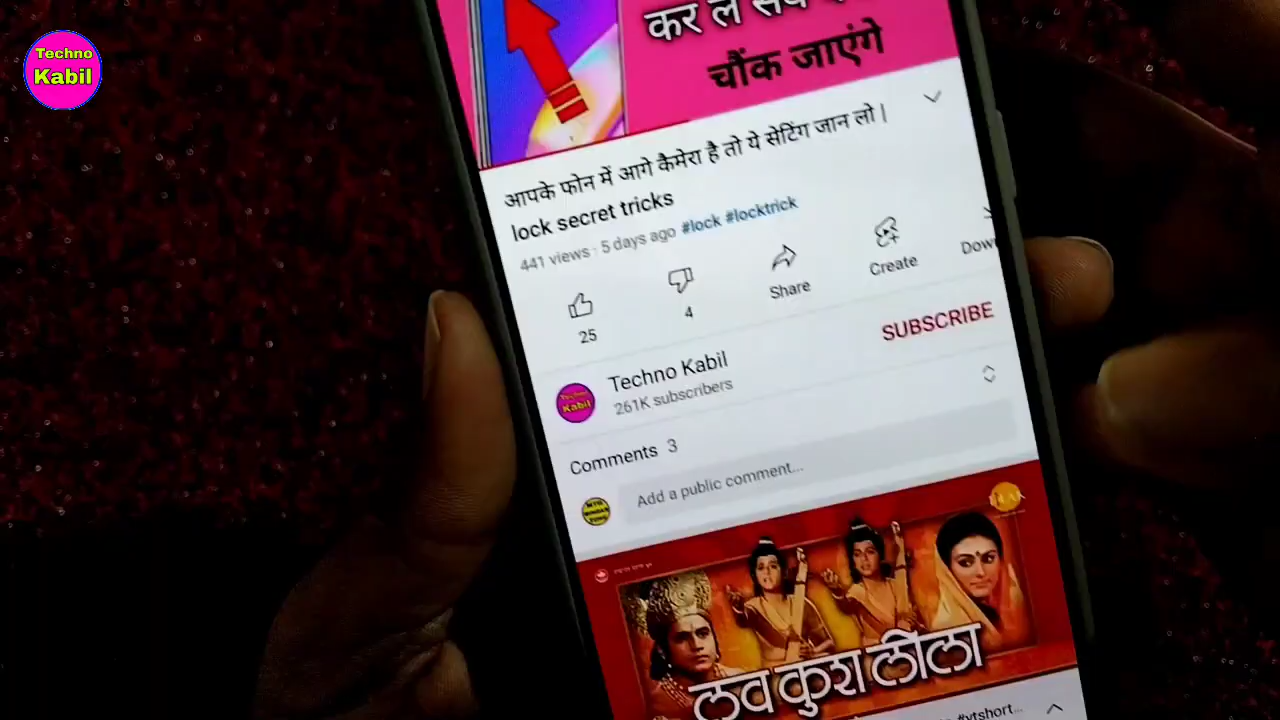 Techno
Kabil
चौंक जाएंगे
आपके फोन में आगे कैमेरा है तो ये सेटिंग जान लो |
lock secret tricks
441 views · 5 days ago #lock #locktrick
25
4
Share
Create
SUBSCRIBE
Techno Kabil
261K subscribers
Comments 3
Add a public comment...
लव कुश लीला